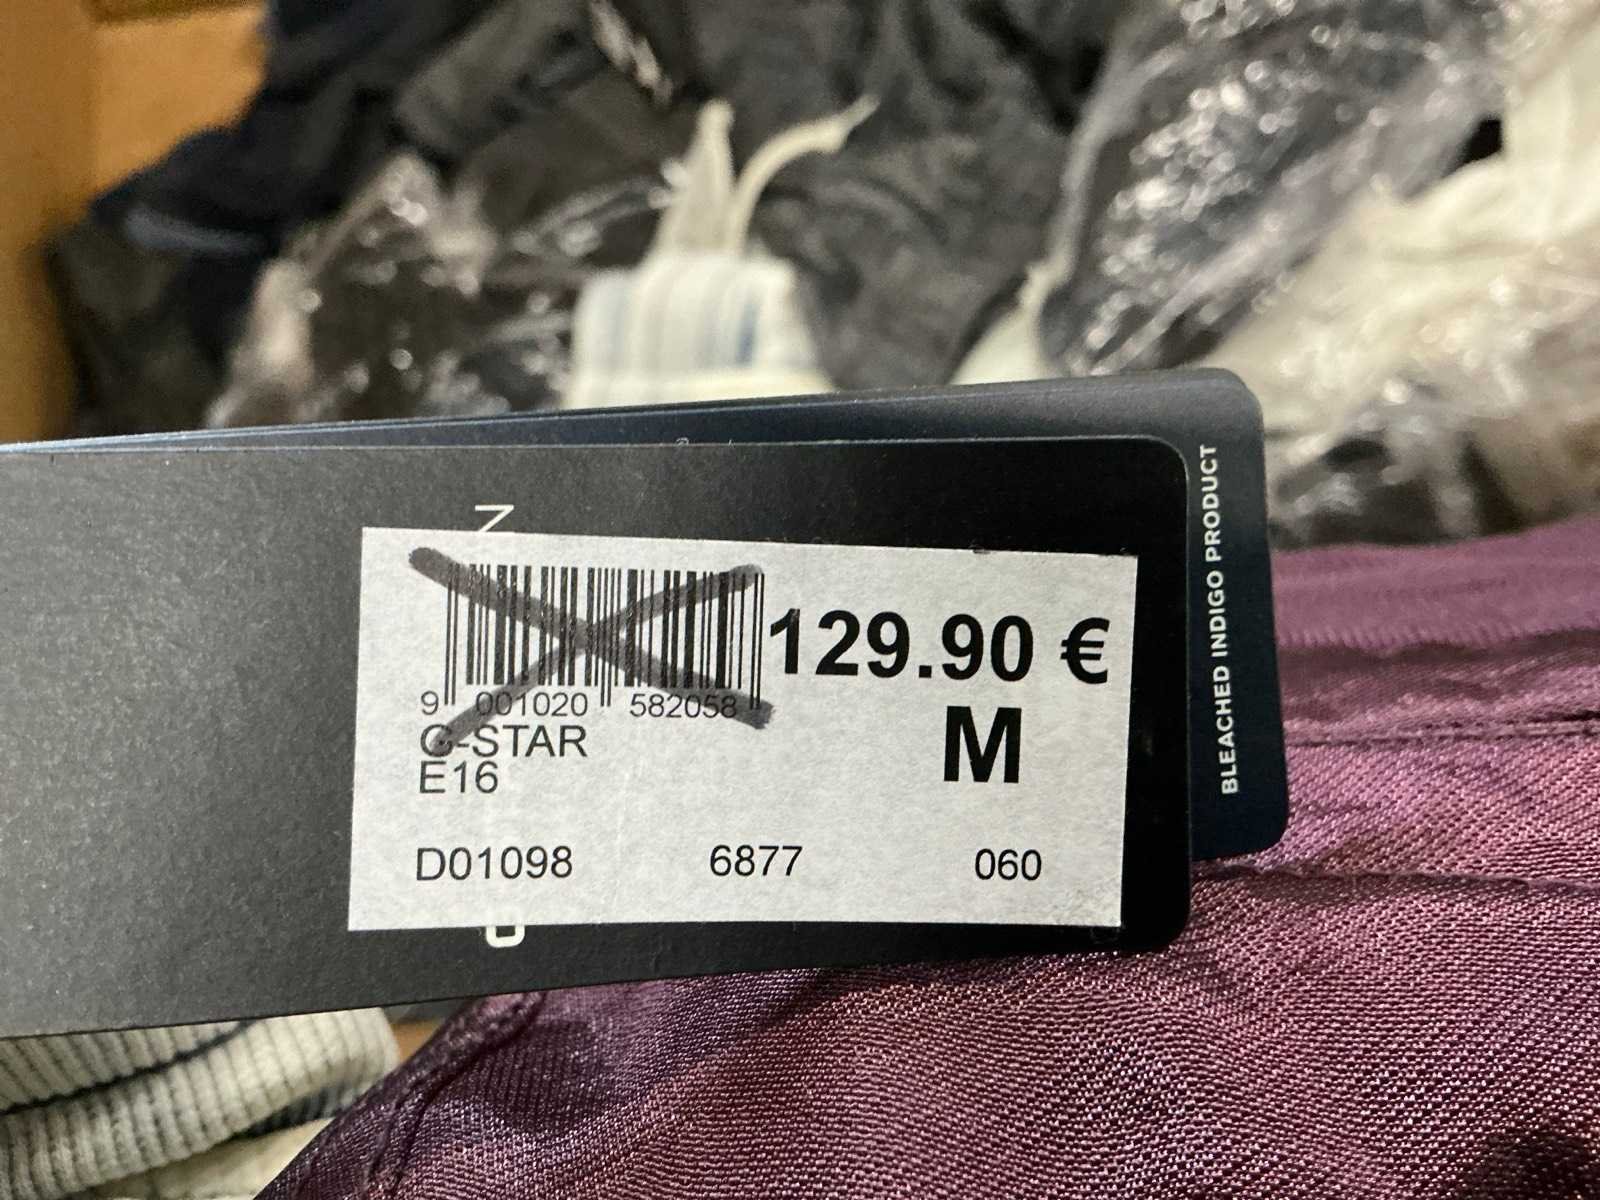 129.90 €
9 001020 582058
G-STAR
M
E16
D01098 6877 060
BLEACHED INDIGO PRODUCT